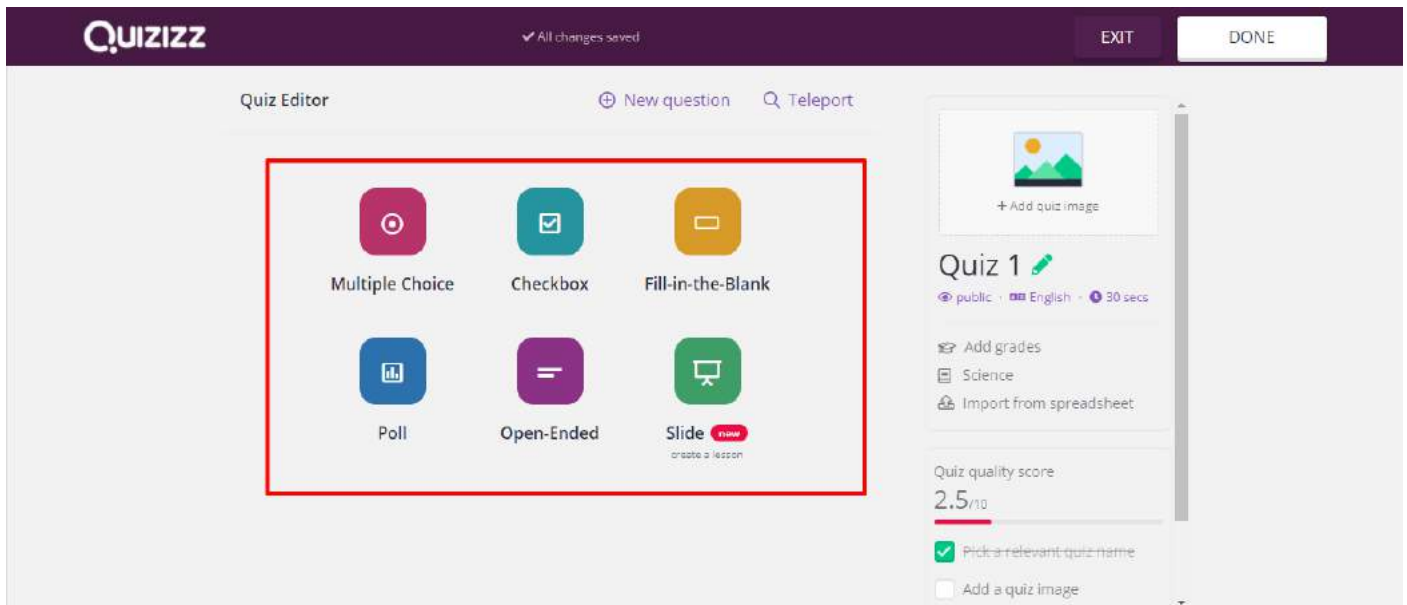 Quizizz
✔ All changes saved
EXIT
DONE
Quiz Editor
New question
Teleport
Multiple Choice
Checkbox
Fill-in-the-Blank
Poll
Open-Ended
Slide new
create a lesson
+ Add quiz image
Quiz 1
public · English · 30 secs
Add grades
Science
Import from spreadsheet
Quiz quality score
2.5/10
Pick a relevant quiz name
Add a quiz image